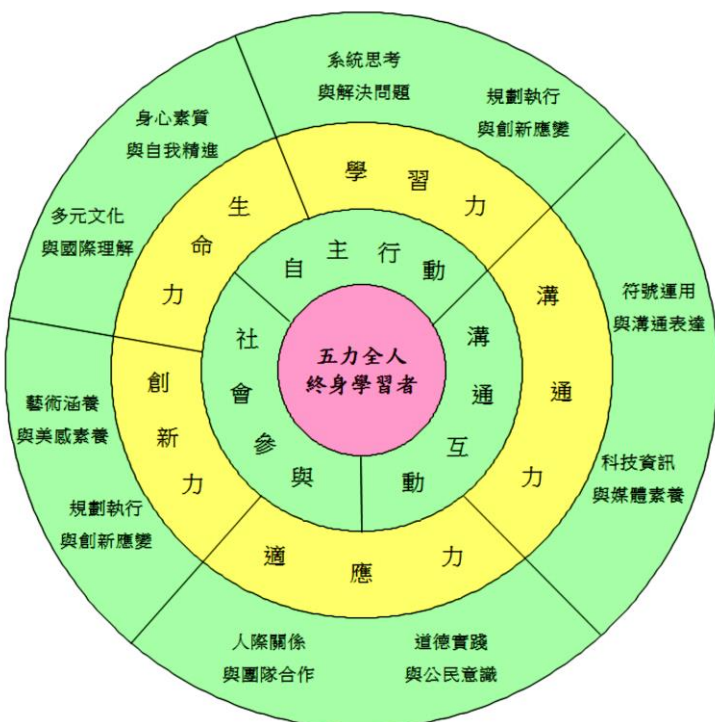 五力全人
終身學習者
自主行動
溝通互動
社會參與
學習力
溝通力
適應力
創新力
生命力
系統思考
與解決問題
規劃執行
與創新應變
符號運用
與溝通表達
科技資訊
與媒體素養
道德實踐
與公民意識
人際關係
與團隊合作
規劃執行
與創新應變
藝術涵養
與美感素養
多元文化
與國際理解
身心素質
與自我精進